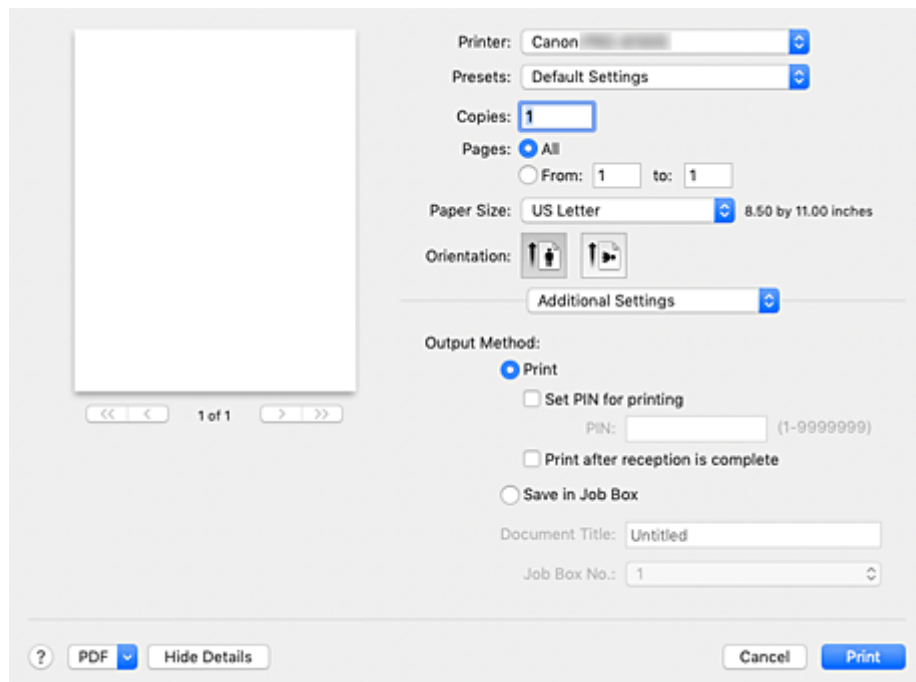 Printer: Canon
Presets: Default Settings
Copies: 1
Pages: All
From: 1 to: 1
Paper Size: US Letter 8.50 by 11.00 inches
Orientation:
Additional Settings
Output Method:
Print
Set PIN for printing
PIN: (1-9999999)
Print after reception is complete
Save in Job Box
Document Title: Untitled
Job Box No.: 1
<< < 1 of 1 > >>
? PDF Hide Details Cancel Print